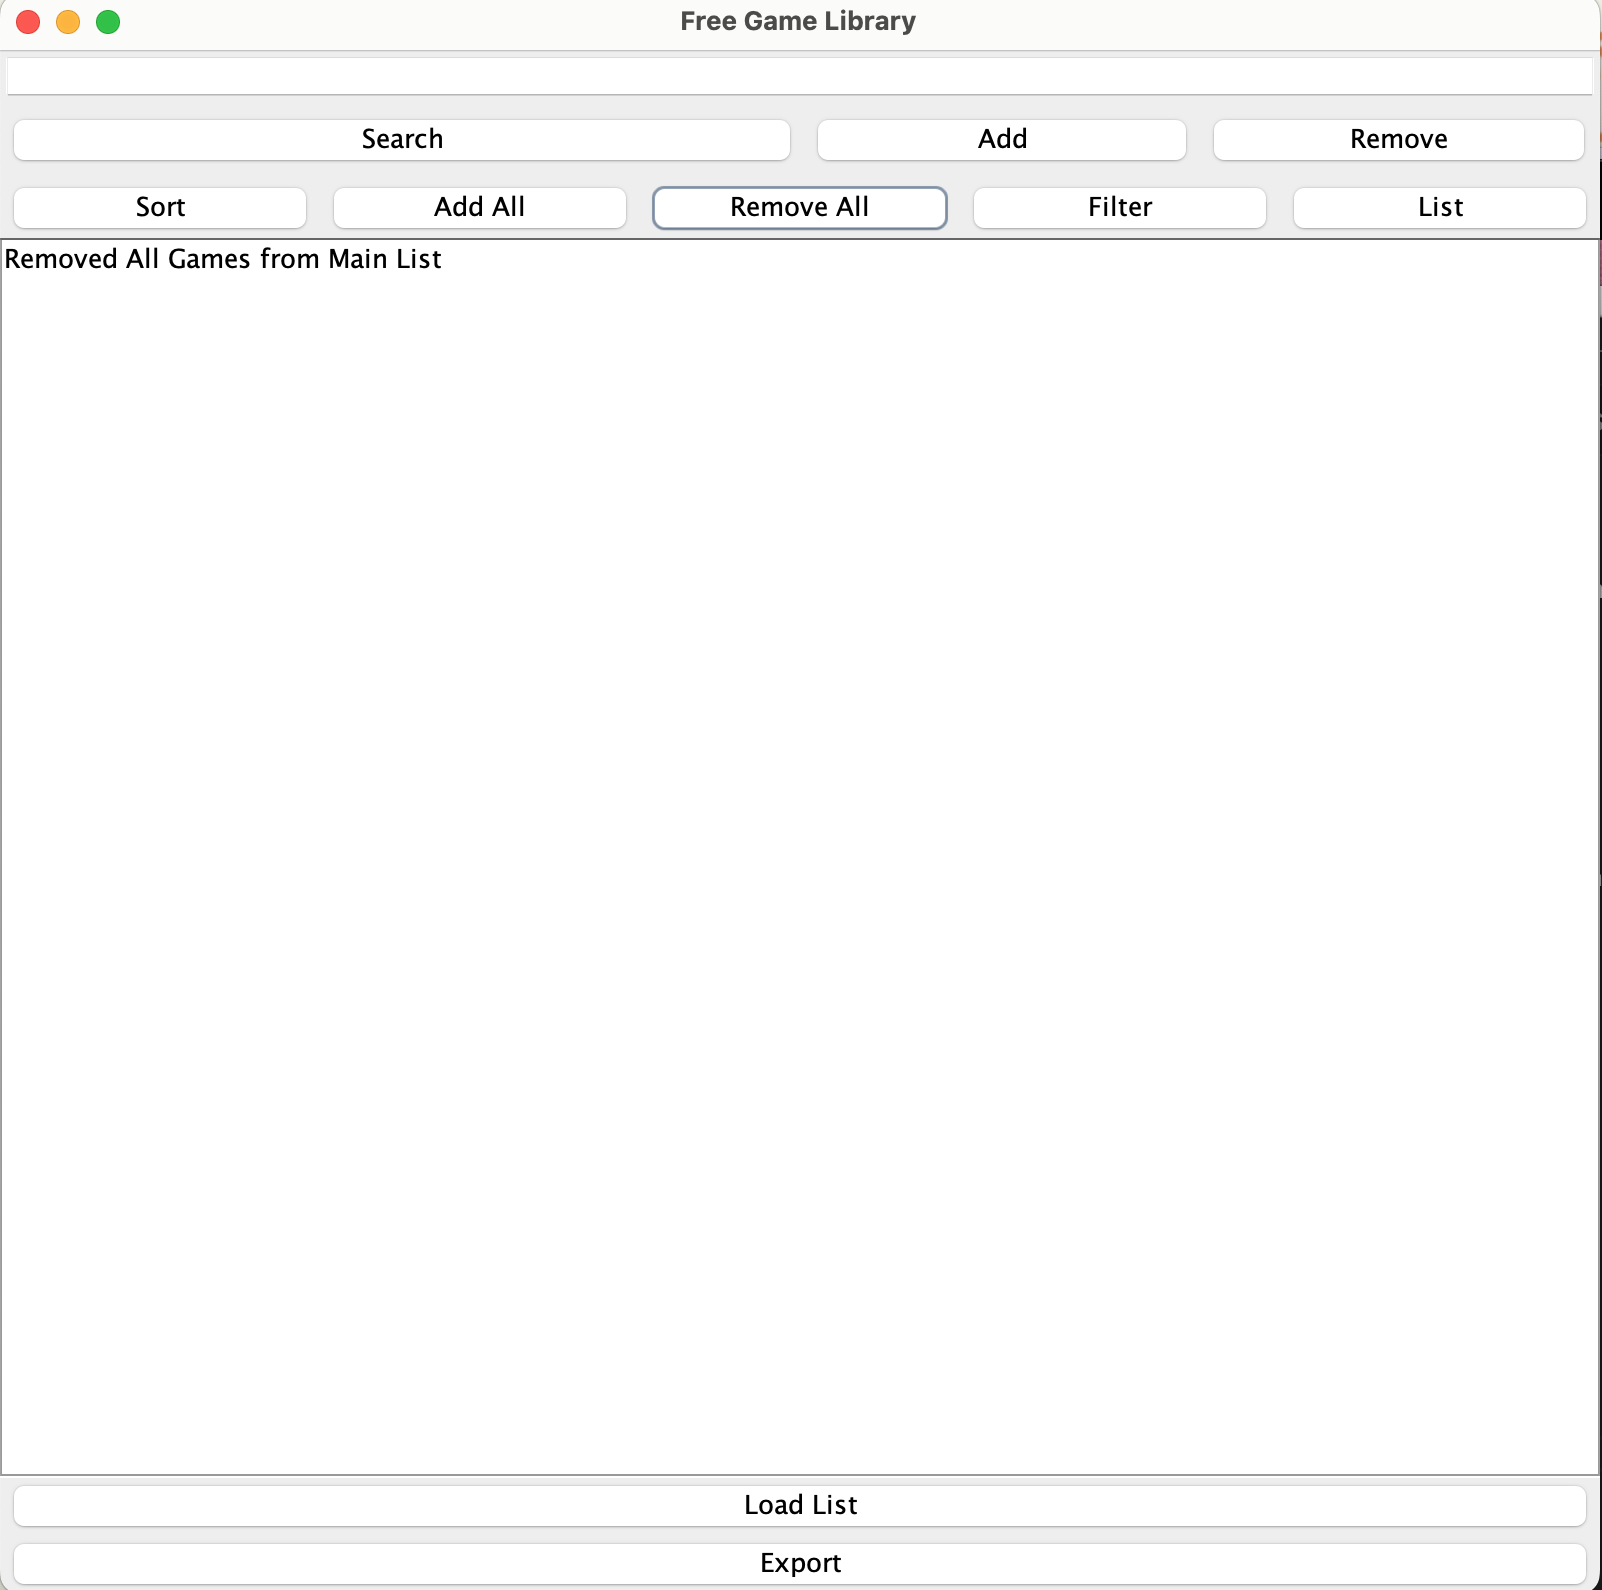 Free Game Library
Search Add Remove
Sort Add All Remove All Filter List
Removed All Games from Main List
Load List
Export